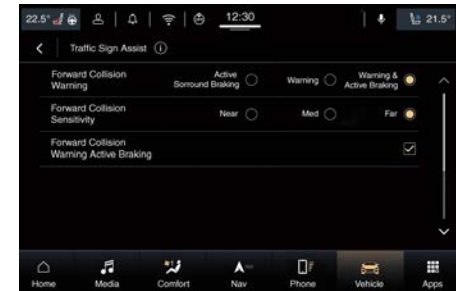 22.5° 12:30 21.5°
Traffic Sign Assist
Forward Collision
Warning
Active
Sorround Braking
Warning
Warning &
Active Braking
Forward Collision
Sensitivity
Near
Med
Far
Forward Collision
Warning Active Braking
Home Media Comfort Nav Phone Vehicle Apps